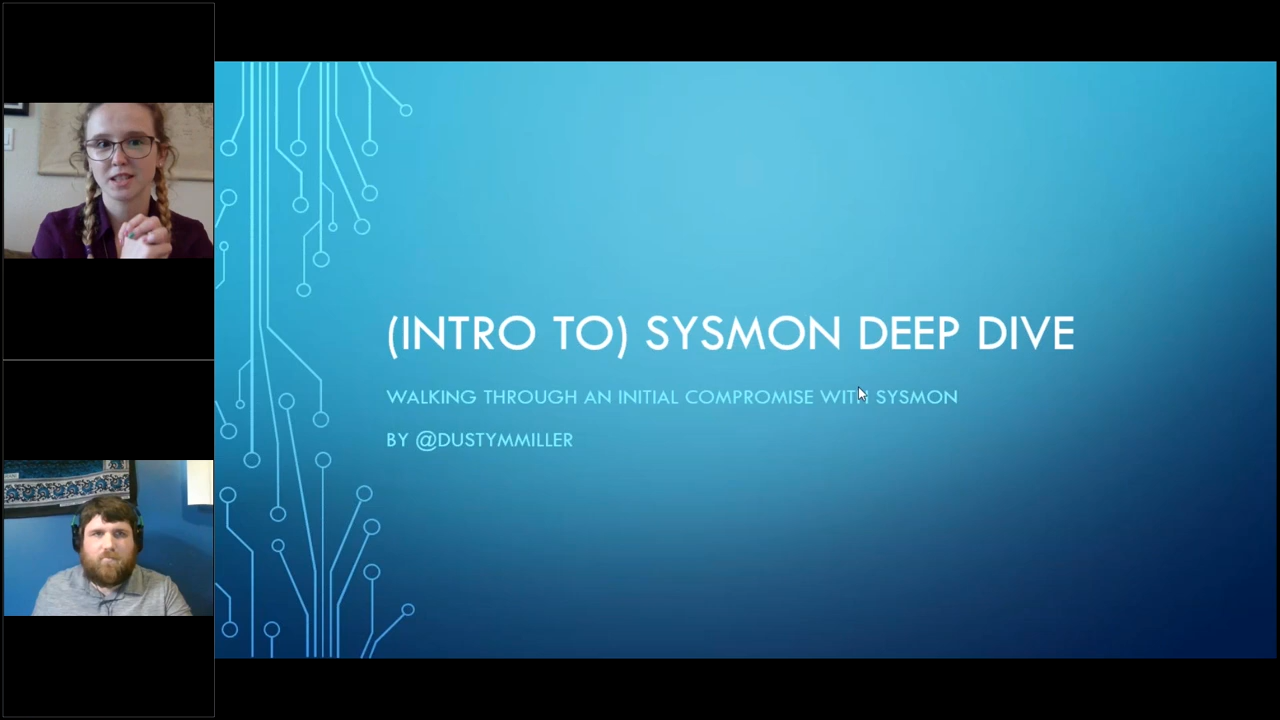 (INTRO TO) SYSMON DEEP DIVE
WALKING THROUGH AN INITIAL COMPROMISE WITH SYSMON
BY @DUSTYMMILLER